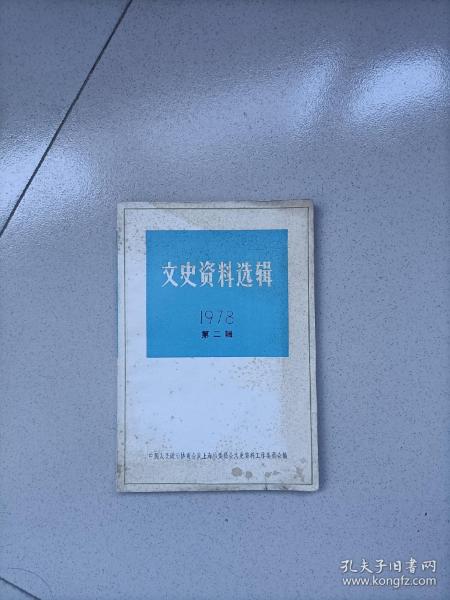 文史资料选辑
1978
第二辑
中国人民政治协商会议上海市委员会文史资料工作委员会编
孔夫子旧书网
www.kongfz.com